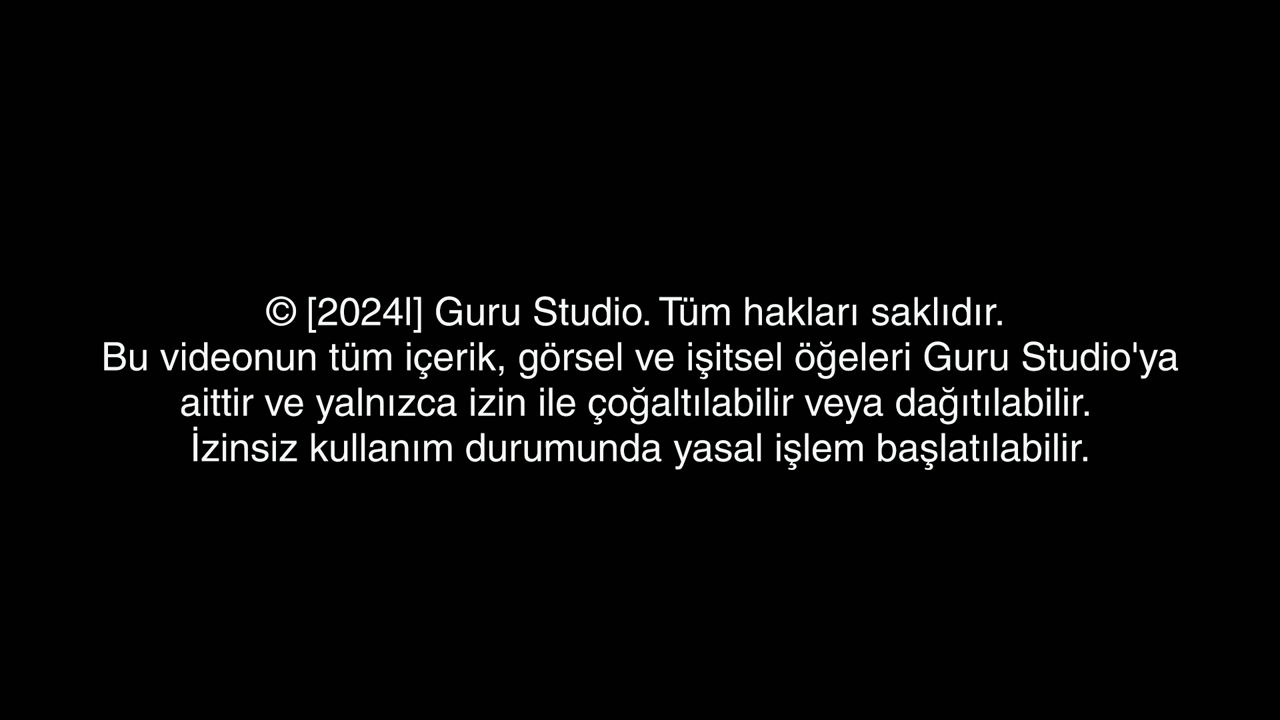 © [2024l] Guru Studio. Tüm hakları saklıdır.
Bu videonun tüm içerik, görsel ve işitsel öğeleri Guru Studio'ya
aittir ve yalnızca izin ile çoğaltılabilir veya dağıtılabilir.
İzinsiz kullanım durumunda yasal işlem başlatılabilir.